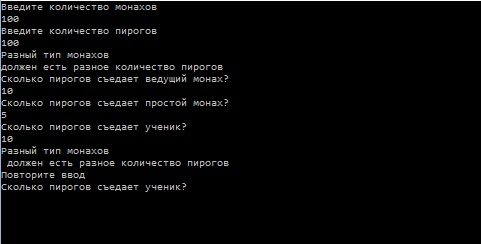 Введите количество монахов
100
Введите количество пирогов
100
Разный тип монахов
должен есть разное количество пирогов
Сколько пирогов съедает ведущий монах?
10
Сколько пирогов съедает простой монах?
5
Сколько пирогов съедает ученик?
10
Разный тип монахов
должен есть разное количество пирогов
Повторите ввод
Сколько пирогов съедает ученик?